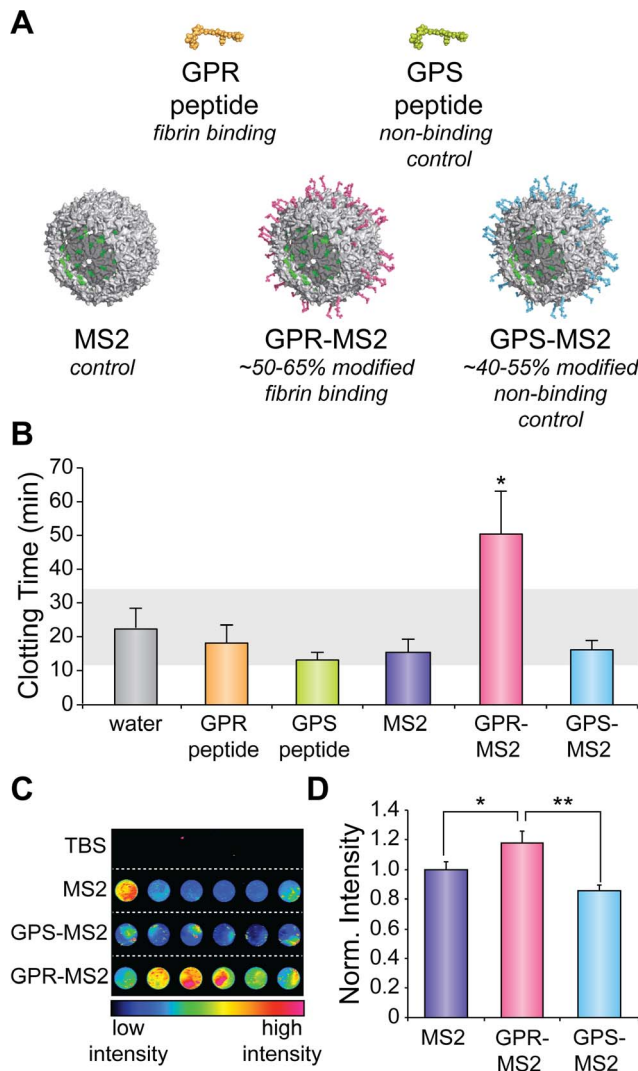 A
GPR
peptide
fibrin binding
GPS
peptide
non-binding
control
MS2
control
GPR-MS2
~50-65% modified
fibrin binding
GPS-MS2
~40-55% modified
non-binding
control
B
Clotting Time (min)
70
60
50
40
30
20
10
0
*
water
GPR
peptide
GPS
peptide
MS2
GPR-
MS2
GPS-
MS2
C
TBS
MS2
GPS-MS2
GPR-MS2
low
intensity
high
intensity
D
Norm. Intensity
1.4
1.2
1.0
0.8
0.6
0.4
0.2
0
*
**
MS2
GPR-
MS2
GPS-
MS2